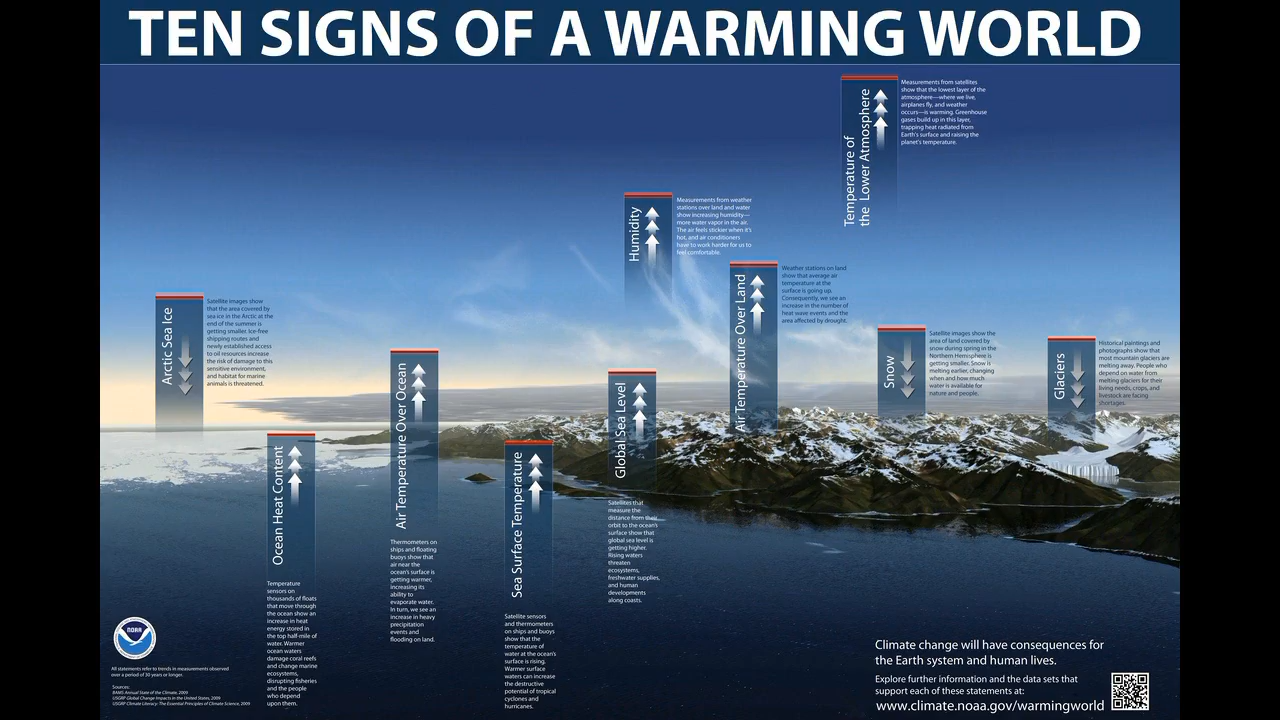 TEN SIGNS OF A WARMING WORLD
Temperature of
the Lower Atmosphere
Measurements from satellites
show that the lowest layer of the
atmosphere—where we live,
airplanes fly, and weather
occurs—is warming. Greenhouse
gases build up in this layer,
trapping heat radiated from
Earth's surface and raising the
planet's temperature.
Humidity
Measurements from weather
stations over land and water
show increasing humidity—
more water vapor in the air.
The air feels stickier when it's
hot, and air conditioners
have to work harder for us to
feel comfortable.
Air Temperature Over Land
Weather stations on land
show that average air
temperature at the
surface is going up.
Consequently, we see an
increase in the number of
heat wave events and the
area affected by drought.
Arctic Sea Ice
Satellite images show
that the area covered by
sea ice in the Arctic at the
end of the summer is
getting smaller. Ice-free
shipping routes and
newly established access
to oil resources increase
the risk of damage to this
sensitive environment,
and habitat for marine
animals is threatened.
Snow
Satellite images show the
area of land covered by
snow during spring in the
Northern Hemisphere is
getting smaller. Snow is
melting earlier, changing
when and how much
water is available for
nature and people.
Glaciers
Historical paintings and
photographs show that
most mountain glaciers are
melting away. People who
depend on water from
melting glaciers for their
living needs, crops, and
livestock are facing
shortages.
Ocean Heat Content
Temperature
sensors on
thousands of floats
that move through
the ocean show an
increase in heat
energy stored in
the top half-mile of
water. Warmer
ocean waters
damage coral reefs
and change marine
ecosystems,
disrupting fisheries
and the people
who depend
upon them.
Air Temperature Over Ocean
Thermometers on
ships and floating
buoys show that
air near the
ocean's surface is
getting warmer,
increasing its
ability to
evaporate water.
In turn, we see an
increase in heavy
precipitation
events and
flooding on land.
Sea Surface Temperature
Satellite sensors
and thermometers
on ships and buoys
show that the
temperature of
water at the ocean's
surface is rising.
Warmer surface
waters can increase
the destructive
potential of tropical
cyclones and
hurricanes.
Global Sea Level
Satellites that
measure the
distance from their
orbit to the ocean's
surface show that
global sea level is
getting higher.
Rising waters
threaten
ecosystems,
freshwater supplies,
and human
developments
along coasts.
NOAA
All statements refer to trends in measurements observed
over a period of 30 years or longer.
Sources:
BAMS Annual State of the Climate, 2009
USGRP Global Change Impacts in the United States, 2009
USGRP Climate Literacy: The Essential Principles of Climate Science, 2009
Climate change will have consequences for
the Earth system and human lives.
Explore further information and the data sets that
support each of these statements at:
www.climate.noaa.gov/warmingworld